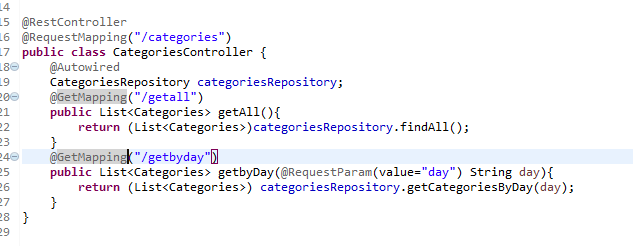 14
15 @RestController
16 @RequestMapping("/categories")
17 public class CategoriesController {
18 @Autowired
19 CategoriesRepository categoriesRepository;
20 @GetMapping("/getall")
21 public List<Categories> getAll(){
22 return (List<Categories>)categoriesRepository.findAll();
23 }
24 @GetMapping("/getbyday")
25 public List<Categories> getbyDay(@RequestParam(value="day") String day){
26 return (List<Categories>) categoriesRepository.getCategoriesByDay(day);
27 }
28 }
29